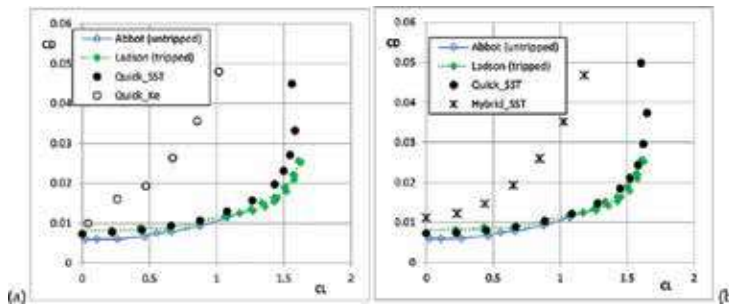 0.06
CD
0.05
0.04
0.03
0.02
0.01
0
0 0.5 1 1.5 2
CL
Abbot (untripped)
Ladson (tripped)
Quick_SST
Quick_Ke
(a)
0.06
CD
0.05
0.04
0.03
0.02
0.01
0
0 0.5 1 1.5 2
CL
Abbot (untripped)
Ladson (tripped)
Quick_SST
Hybrid_SST
(b